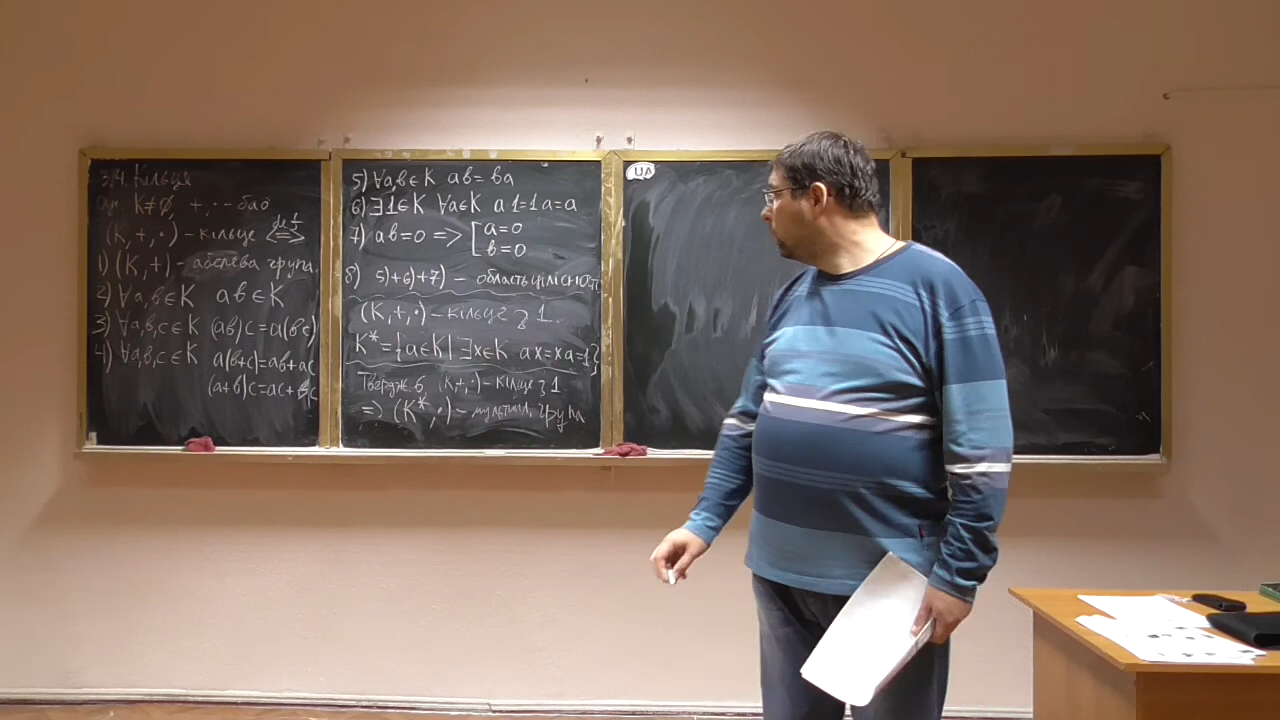 3.4. Кільця
Озн. K≠∅, +, · - бао
(K,+,·) - кільце def⟺
1) (K,+) - абелева група.
2) ∀a,b∈K ab∈K
3) ∀a,b,c∈K (ab)c=a(bc)
4) ∀a,b,c∈K a(b+c)=ab+ac
(a+b)c=ac+bc
5) ∀a,b∈K ab=ba
6) ∃1∈K ∀a∈K a1=1a=a
7) ab=0 => [a=0
b=0
8) 5)+6)+7) - область цілісності
(K,+,·) - кільце з 1.
K*={a∈K| ∃x∈K ax=xa=1}
Твердж. 6 (K,+,·) - кільце з 1
=> (K*,·) - мультипл. група
UA